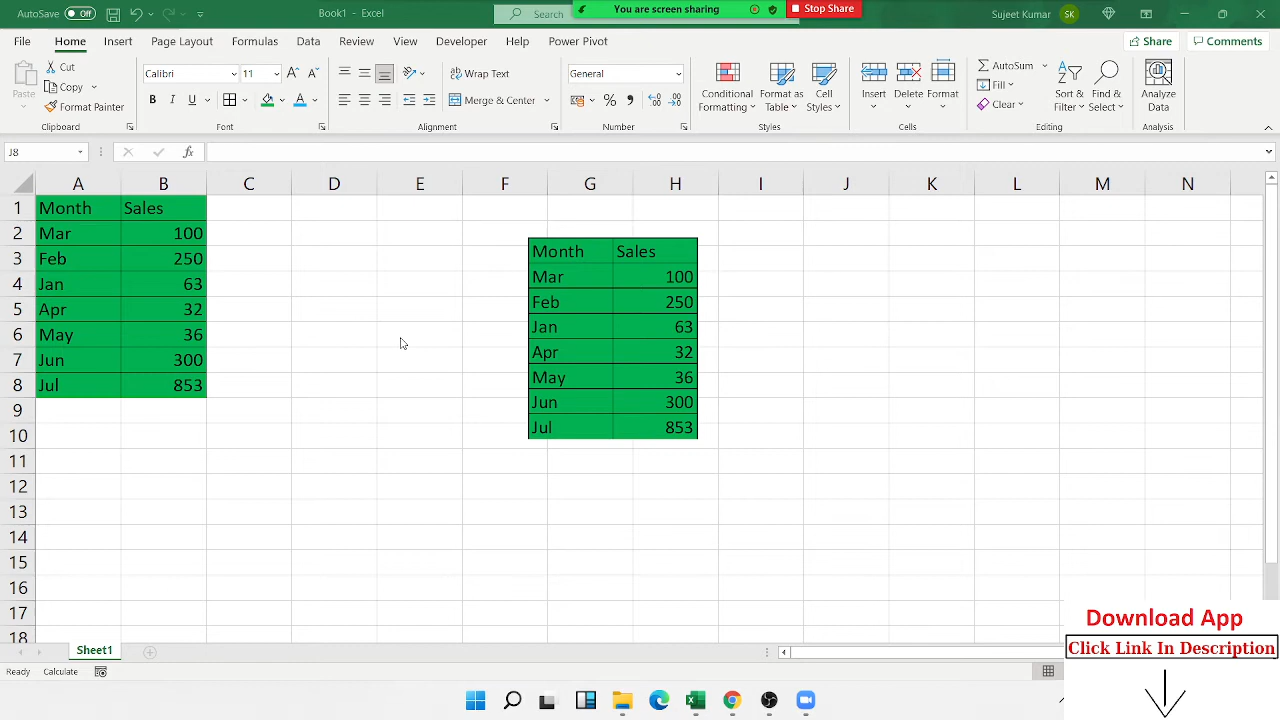 AutoSave Off Book1 - Excel Search You are screen sharing Stop Share Sujeet Kumar SK
File Home Insert Page Layout Formulas Data Review View Developer Help Power Pivot Share Comments
Paste Cut Copy Format Painter Clipboard
Calibri 11 B I U A Font
Wrap Text Merge & Center Alignment
General % Number
Conditional Formatting Format as Table Cell Styles Styles
Insert Delete Format Cells
AutoSum Fill Clear Sort & Filter Find & Select Editing
Analyze Data Analysis
J8 fx
A B C D E F G H I J K L M N
1 Month Sales
2 Mar 100
3 Feb 250
4 Jan 63
5 Apr 32
6 May 36
7 Jun 300
8 Jul 853
9
10
11
12
13
14
15
16
17
18
Month Sales
Mar 100
Feb 250
Jan 63
Apr 32
May 36
Jun 300
Jul 853
Sheet1
Ready Calculate
Download App
Click Link In Description